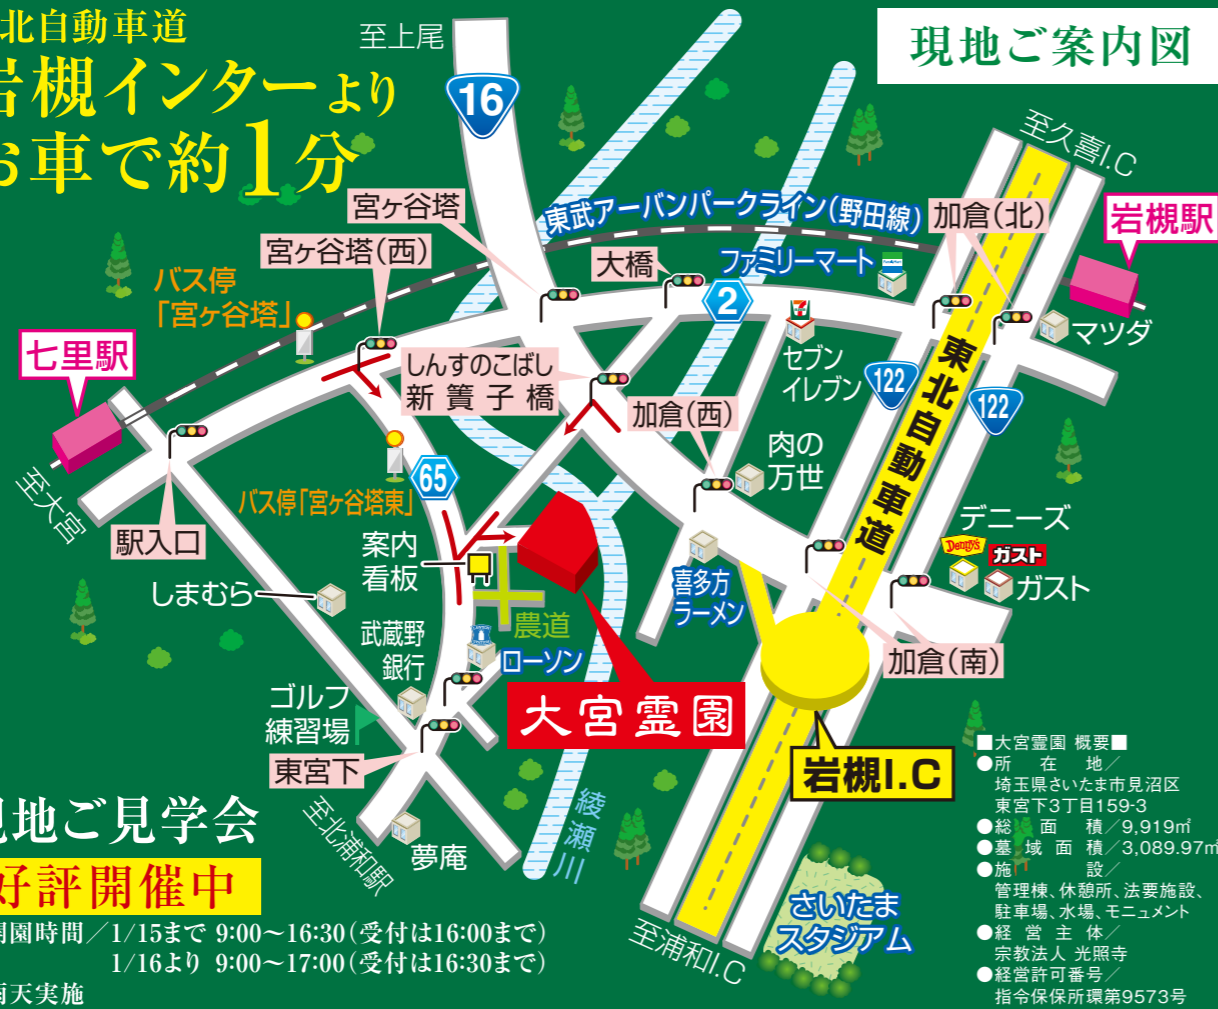 北自動車道
岩槻インターより
お車で約1分
現地ご案内図
至上尾
16
至久喜I.C
岩槻駅
宮ヶ谷塔
東武アーバンパークライン(野田線)
加倉(北)
宮ヶ谷塔(西)
大橋
ファミリーマート
FamilyMart
バス停
「宮ヶ谷塔」
2
7
マツダ
七里駅
しんすのこばし
新簀子橋
セブン
イレブン
122
東北自動車道
122
加倉(西)
肉の
万世
65
至大宮
バス停「宮ヶ谷塔東」
駅入口
案内
看板
デニーズ
Denny's
ガスト
ガスト
しまむら
喜多方
ラーメン
農道
武蔵野
銀行
ローソン
加倉(南)
ゴルフ
練習場
大宮霊園
東宮下
岩槻I.C
至北浦和駅
夢庵
綾瀬川
さいたま
スタジアム
至浦和I.C
現地ご見学会
好評開催中
開園時間／1/15まで 9:00〜16:30(受付は16:00まで)
1/16より 9:00〜17:00(受付は16:30まで)
雨天実施
■大宮霊園 概要■
●所在地／
埼玉県さいたま市見沼区
東宮下3丁目159-3
●総面積／9,919㎡
●墓域面積／3,089.97㎡
●施設／
管理棟、休憩所、法要施設、
駐車場、水場、モニュメント
●経営主体／
宗教法人 光照寺
●経営許可番号／
指令保保所環第9573号